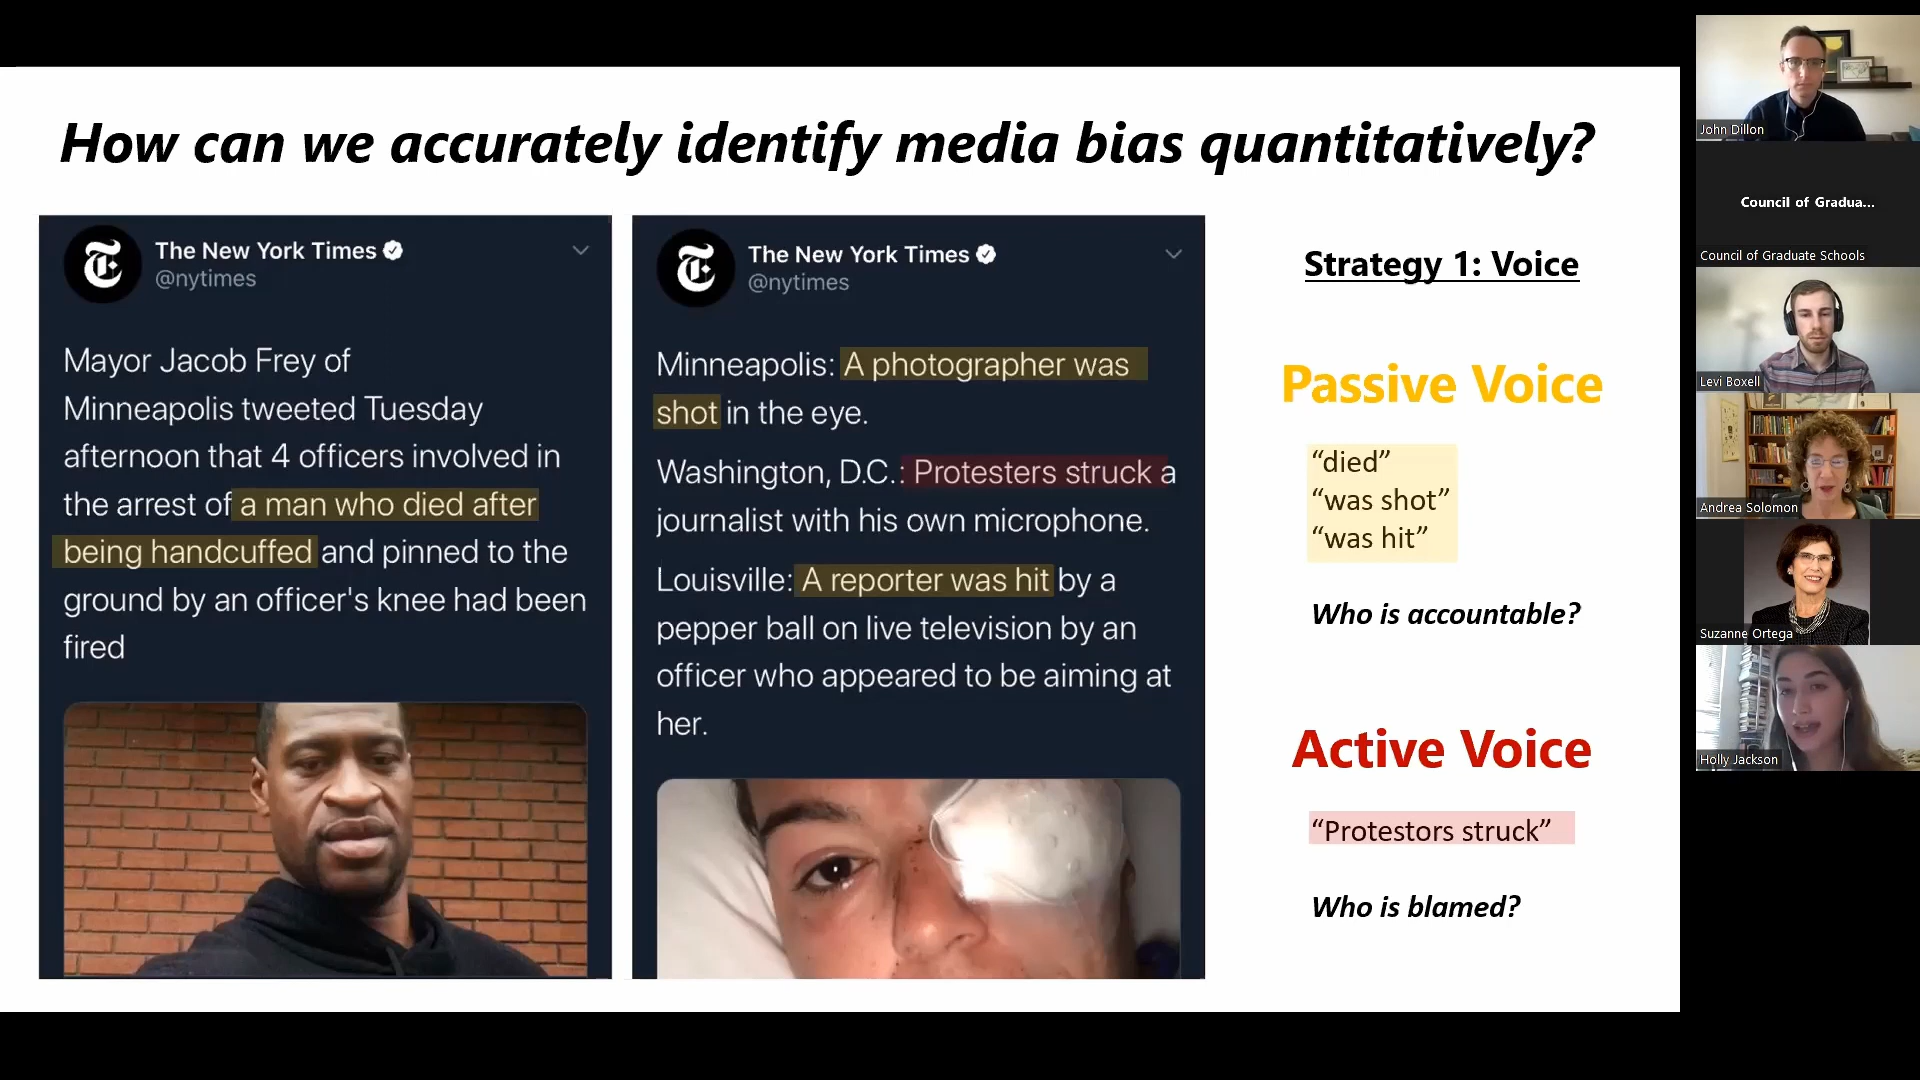 How can we accurately identify media bias quantitatively?
The New York Times
@nytimes
Mayor Jacob Frey of
Minneapolis tweeted Tuesday
afternoon that 4 officers involved in
the arrest of a man who died after
being handcuffed and pinned to the
ground by an officer's knee had been
fired
The New York Times
@nytimes
Minneapolis: A photographer was
shot in the eye.
Washington, D.C.: Protesters struck a
journalist with his own microphone.
Louisville: A reporter was hit by a
pepper ball on live television by an
officer who appeared to be aiming at
her.
Strategy 1: Voice
Passive Voice
“died”
“was shot”
“was hit”
Who is accountable?
Active Voice
“Protestors struck”
Who is blamed?
John Dillon
Council of Gradua...
Council of Graduate Schools
Levi Boxell
Andrea Solomon
Suzanne Ortega
Holly Jackson